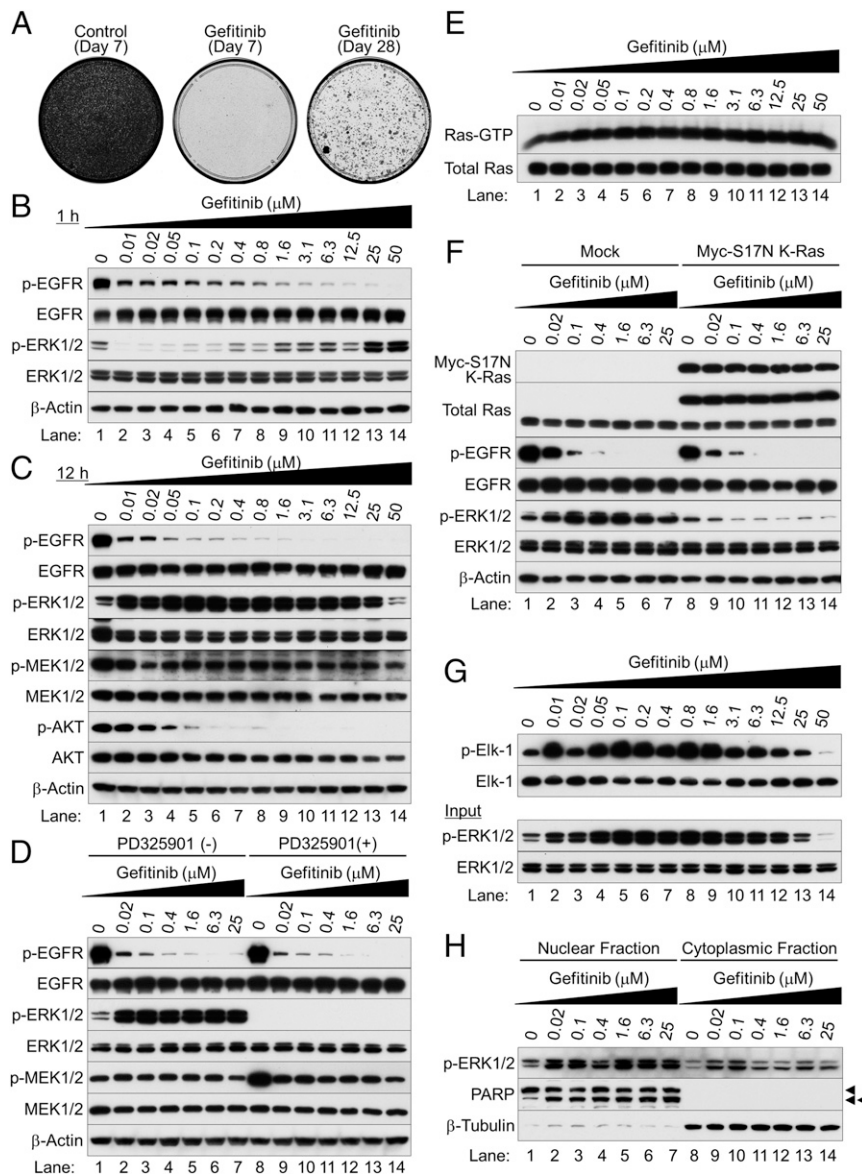 A
Control
(Day 7)
Gefitinib
(Day 7)
Gefitinib
(Day 28)
B
1 h
Gefitinib (μM)
0 0.01 0.02 0.05 0.1 0.2 0.4 0.8 1.6 3.1 6.3 12.5 25 50
p-EGFR
EGFR
p-ERK1/2
ERK1/2
β-Actin
Lane: 1 2 3 4 5 6 7 8 9 10 11 12 13 14
C
12 h
Gefitinib (μM)
0 0.01 0.02 0.05 0.1 0.2 0.4 0.8 1.6 3.1 6.3 12.5 25 50
p-EGFR
EGFR
p-ERK1/2
ERK1/2
p-MEK1/2
MEK1/2
p-AKT
AKT
β-Actin
Lane: 1 2 3 4 5 6 7 8 9 10 11 12 13 14
D
PD325901 (-) PD325901(+)
Gefitinib (μM) Gefitinib (μM)
0 0.02 0.1 0.4 1.6 6.3 25 0 0.02 0.1 0.4 1.6 6.3 25
p-EGFR
EGFR
p-ERK1/2
ERK1/2
p-MEK1/2
MEK1/2
β-Actin
Lane: 1 2 3 4 5 6 7 8 9 10 11 12 13 14
E
Gefitinib (μM)
0 0.01 0.02 0.05 0.1 0.2 0.4 0.8 1.6 3.1 6.3 12.5 25 50
Ras-GTP
Total Ras
Lane: 1 2 3 4 5 6 7 8 9 10 11 12 13 14
F
Mock Myc-S17N K-Ras
Gefitinib (μM) Gefitinib (μM)
0 0.02 0.1 0.4 1.6 6.3 25 0 0.02 0.1 0.4 1.6 6.3 25
Myc-S17N
K-Ras
Total Ras
p-EGFR
EGFR
p-ERK1/2
ERK1/2
β-Actin
Lane: 1 2 3 4 5 6 7 8 9 10 11 12 13 14
G
Gefitinib (μM)
0 0.01 0.02 0.05 0.1 0.2 0.4 0.8 1.6 3.1 6.3 12.5 25 50
p-Elk-1
Elk-1
Input
p-ERK1/2
ERK1/2
Lane: 1 2 3 4 5 6 7 8 9 10 11 12 13 14
H
Nuclear Fraction Cytoplasmic Fraction
Gefitinib (μM) Gefitinib (μM)
0 0.02 0.1 0.4 1.6 6.3 25 0 0.02 0.1 0.4 1.6 6.3 25
p-ERK1/2
PARP
β-Tubulin
Lane: 1 2 3 4 5 6 7 8 9 10 11 12 13 14